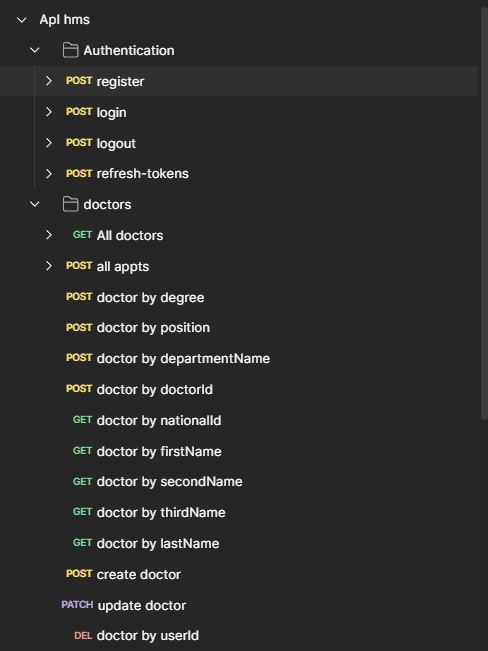 ApI hms
Authentication
POST register
POST login
POST logout
POST refresh-tokens
doctors
GET All doctors
POST all appts
POST doctor by degree
POST doctor by position
POST doctor by departmentName
POST doctor by doctorId
GET doctor by nationalId
GET doctor by firstName
GET doctor by secondName
GET doctor by thirdName
GET doctor by lastName
POST create doctor
PATCH update doctor
DEL doctor by userId